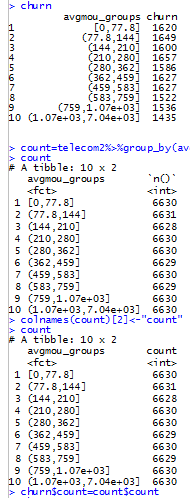 > churn
avgmou_groups churn
1 [0,77.8] 1620
2 (77.8,144] 1649
3 (144,210] 1600
4 (210,280] 1657
5 (280,362] 1586
6 (362,459] 1627
7 (459,583] 1627
8 (583,759] 1522
9 (759,1.07e+03] 1536
10 (1.07e+03,7.04e+03] 1435
> count=telecom2%>%group_by(av
> count
# A tibble: 10 x 2
avgmou_groups `n()`
<fct> <int>
1 [0,77.8] 6630
2 (77.8,144] 6631
3 (144,210] 6628
4 (210,280] 6630
5 (280,362] 6630
6 (362,459] 6629
7 (459,583] 6630
8 (583,759] 6629
9 (759,1.07e+03] 6630
10 (1.07e+03,7.04e+03] 6630
> colnames(count)[2]<-"count"
> count
# A tibble: 10 x 2
avgmou_groups count
<fct> <int>
1 [0,77.8] 6630
2 (77.8,144] 6631
3 (144,210] 6628
4 (210,280] 6630
5 (280,362] 6630
6 (362,459] 6629
7 (459,583] 6630
8 (583,759] 6629
9 (759,1.07e+03] 6630
10 (1.07e+03,7.04e+03] 6630
> churn$count=count$count